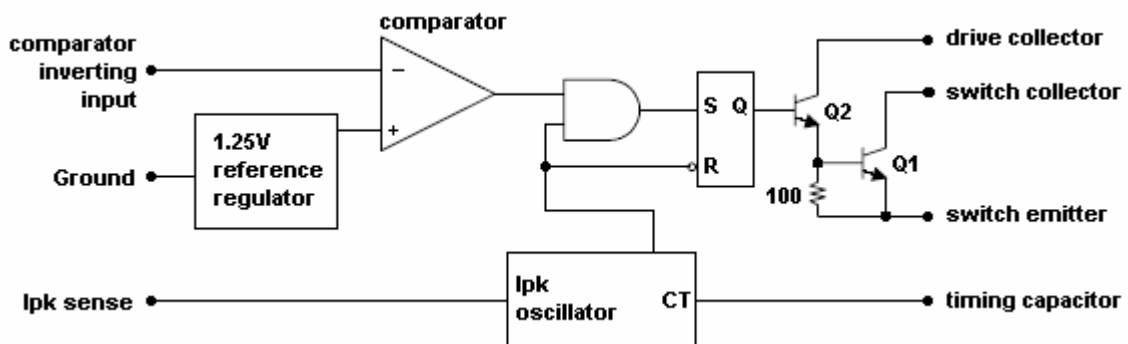 comparator
comparator
inverting
input
drive collector
switch collector
−
+
S Q
R
Q2
Q1
1.25V
reference
regulator
Ground
100
switch emitter
Ipk sense
Ipk
oscillator
CT
timing capacitor